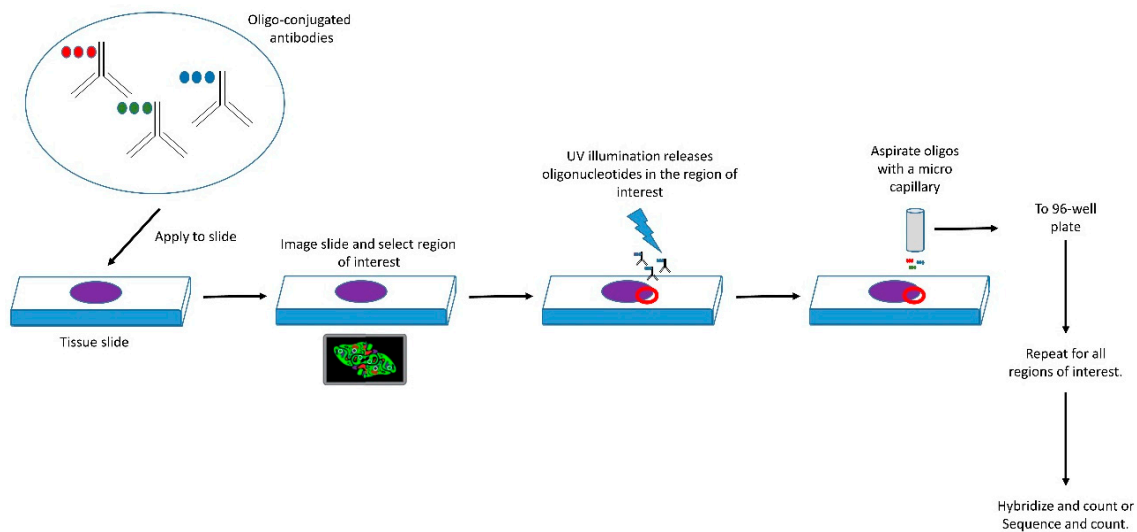 Oligo-conjugated
antibodies
Apply to slide
Tissue slide
Image slide and select region
of interest
UV illumination releases
oligonucleotides in the region of
interest
Aspirate oligos
with a micro
capillary
To 96-well
plate
Repeat for all
regions of interest.
Hybridize and count or
Sequence and count.